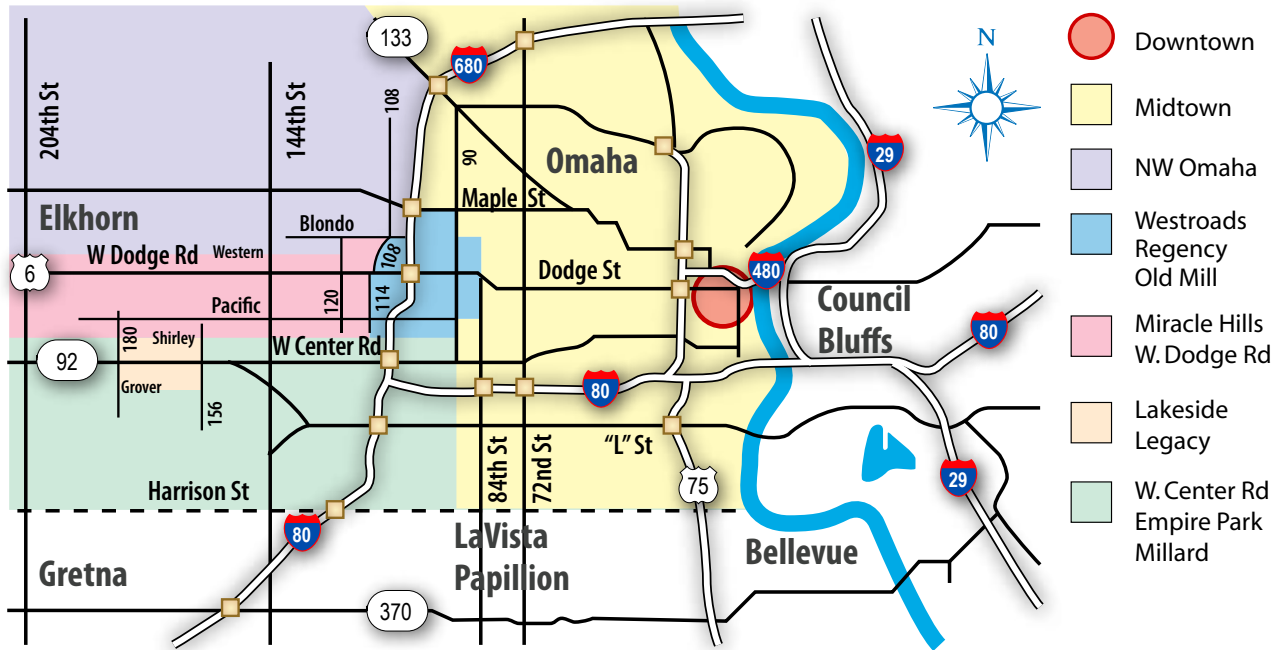 133
680
204th St
144th St
108
90
Omaha
29
Maple St
Elkhorn
Blondo
W Dodge Rd
Western
108
6
Dodge St
480
120
114
Pacific
Council
Bluffs
180
Shirley
W Center Rd
92
80
Grover
80
156
84th St
72nd St
"L" St
75
29
Harrison St
80
LaVista
Papillion
Bellevue
Gretna
370
N
Downtown
Midtown
NW Omaha
Westroads
Regency
Old Mill
Miracle Hills
W. Dodge Rd
Lakeside
Legacy
W. Center Rd
Empire Park
Millard